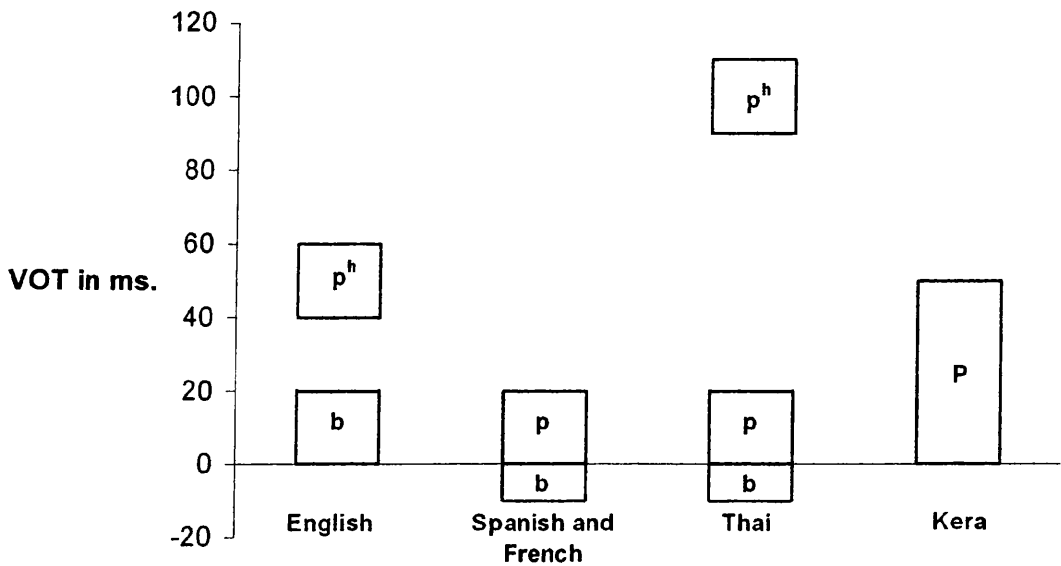 120
100
80
60
40
20
0
-20
VOT in ms.
pʰ
b
p
b
pʰ
p
b
P
English
Spanish and
French
Thai
Kera